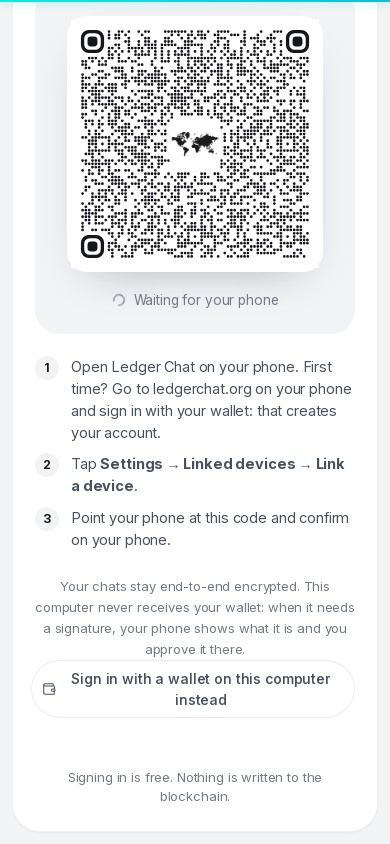 Waiting for your phone
1 Open Ledger Chat on your phone. First
time? Go to ledgerchat.org on your phone
and sign in with your wallet: that creates
your account.
2 Tap Settings → Linked devices → Link
a device.
3 Point your phone at this code and confirm
on your phone.
Your chats stay end-to-end encrypted. This
computer never receives your wallet: when it needs
a signature, your phone shows what it is and you
approve it there.
Sign in with a wallet on this computer
instead
Signing in is free. Nothing is written to the
blockchain.